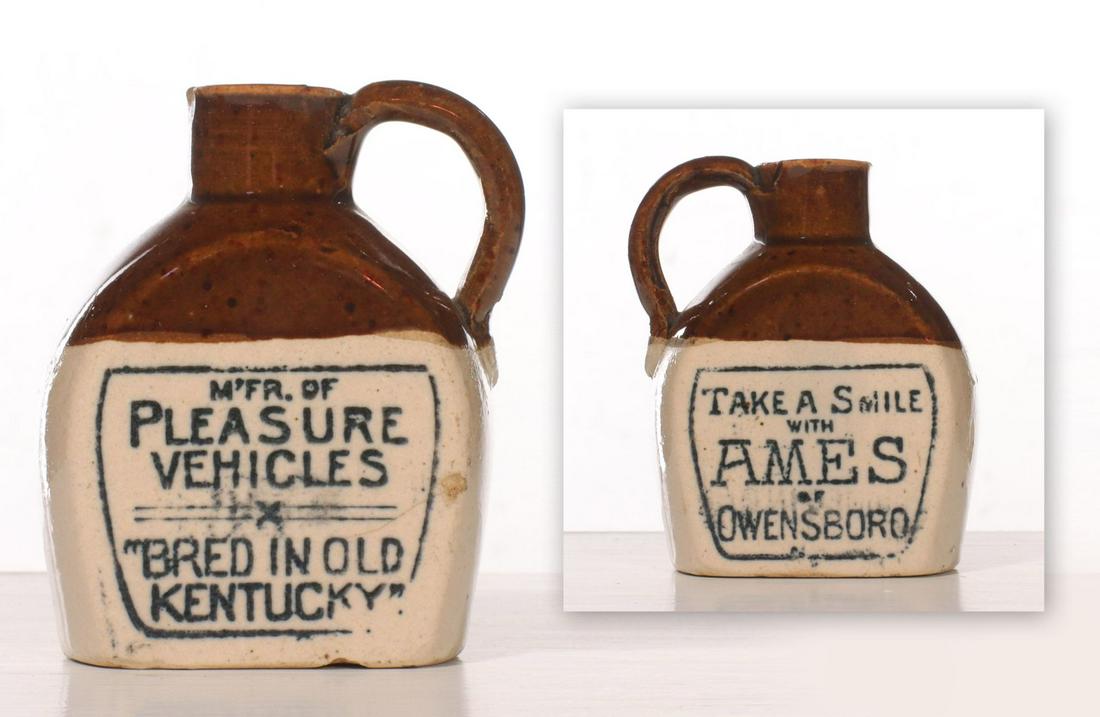 M'FR. OF
PLEASURE
VEHICLES
"BRED IN OLD
KENTUCKY".
TAKE A SMILE
WITH
AMES
OF
OWENSBORO